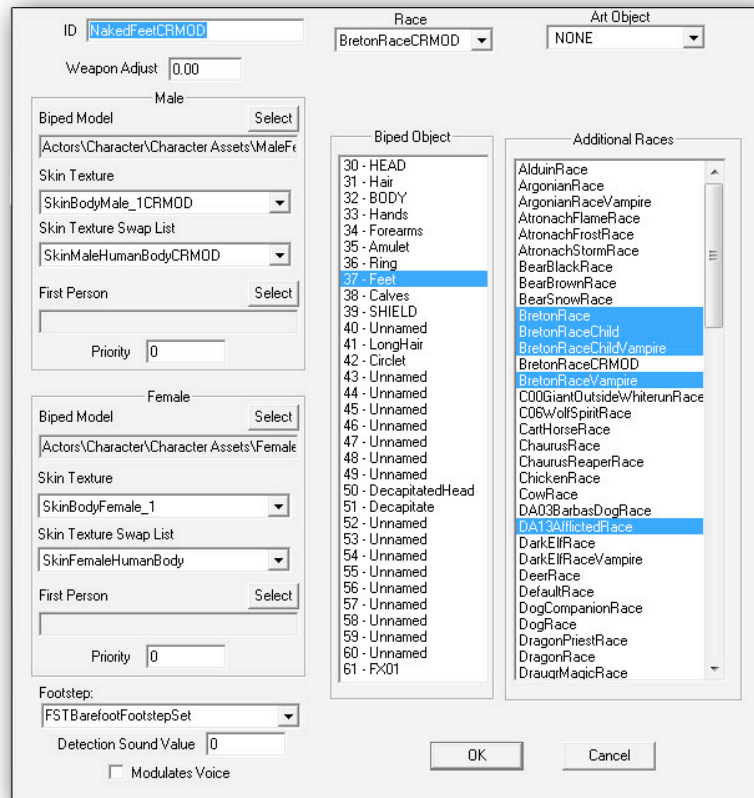 ID NakedFeetCRMOD
Race
BretonRaceCRMOD
Art Object
NONE
Weapon Adjust 0.00
Male
Biped Model Select
Actors\Character\Character Assets\MaleFe
Skin Texture
SkinBodyMale_1CRMOD
Skin Texture Swap List
SkinMaleHumanBodyCRMOD
First Person Select
Priority 0
Female
Biped Model Select
Actors\Character\Character Assets\Female
Skin Texture
SkinBodyFemale_1
Skin Texture Swap List
SkinFemaleHumanBody
First Person Select
Priority 0
Footstep:
FSTBarefootFootstepSet
Detection Sound Value 0
Modulates Voice
Biped Object
30 - HEAD
31 - Hair
32 - BODY
33 - Hands
34 - Forearms
35 - Amulet
36 - Ring
37 - Feet
38 - Calves
39 - SHIELD
40 - Unnamed
41 - LongHair
42 - Circlet
43 - Unnamed
44 - Unnamed
45 - Unnamed
46 - Unnamed
47 - Unnamed
48 - Unnamed
49 - Unnamed
50 - DecapitatedHead
51 - Decapitate
52 - Unnamed
53 - Unnamed
54 - Unnamed
55 - Unnamed
56 - Unnamed
57 - Unnamed
58 - Unnamed
59 - Unnamed
60 - Unnamed
61 - FX01
Additional Races
AlduinRace
ArgonianRace
ArgonianRaceVampire
AtronachFlameRace
AtronachFrostRace
AtronachStormRace
BearBlackRace
BearBrownRace
BearSnowRace
BretonRace
BretonRaceChild
BretonRaceChildVampire
BretonRaceCRMOD
BretonRaceVampire
C00GiantOutsideWhiterunRace
C06WolfSpiritRace
CartHorseRace
ChaurusRace
ChaurusReaperRace
ChickenRace
CowRace
DA03BarbasDogRace
DA13AfflictedRace
DarkElfRace
DarkElfRaceVampire
DeerRace
DefaultRace
DogCompanionRace
DogRace
DragonPriestRace
DragonRace
DraugrMagicRace
OK Cancel